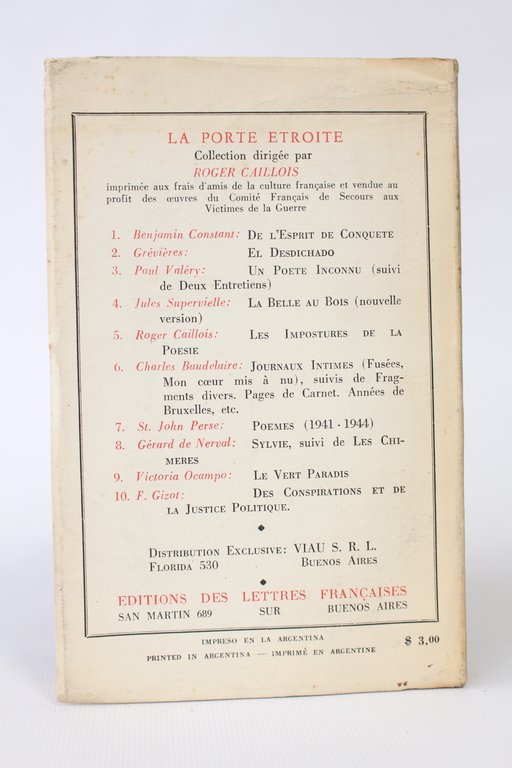 LA PORTE ETROITE
Collection dirigée par
ROGER CAILLOIS
imprimée aux frais d'amis de la culture française et vendue au
profit des œuvres du Comité Français de Secours aux
Victimes de la Guerre
1. Benjamin Constant: DE L'ESPRIT DE CONQUETE
2. Grévières: EL DESDICHADO
3. Paul Valéry: UN POETE INCONNU (suivi
de Deux Entretiens)
4. Jules Supervielle: LA BELLE AU BOIS (nouvelle
version)
5. Roger Caillois: LES IMPOSTURES DE LA
POESIE
6. Charles Baudelaire: JOURNAUX INTIMES (Fusées,
Mon cœur mis à nu), suivis de Frag-
ments divers. Pages de Carnet. Années de
Bruxelles, etc.
7. St. John Perse: POEMES (1941 - 1944)
8. Gérard de Nerval: SYLVIE, suivi de LES CHI-
MERES
9. Victoria Ocampo: LE VERT PARADIS
10. F. Gizot: DES CONSPIRATIONS ET DE
LA JUSTICE POLITIQUE.
DISTRIBUTION EXCLUSIVE: VIAU S. R. L.
FLORIDA 530 BUENOS AIRES
EDITIONS DES LETTRES FRANÇAISES
SAN MARTIN 689 SUR BUENOS AIRES
IMPRESO EN LA ARGENTINA
PRINTED IN ARGENTINA — IMPRIMÉ EN ARGENTINE
$ 3,00